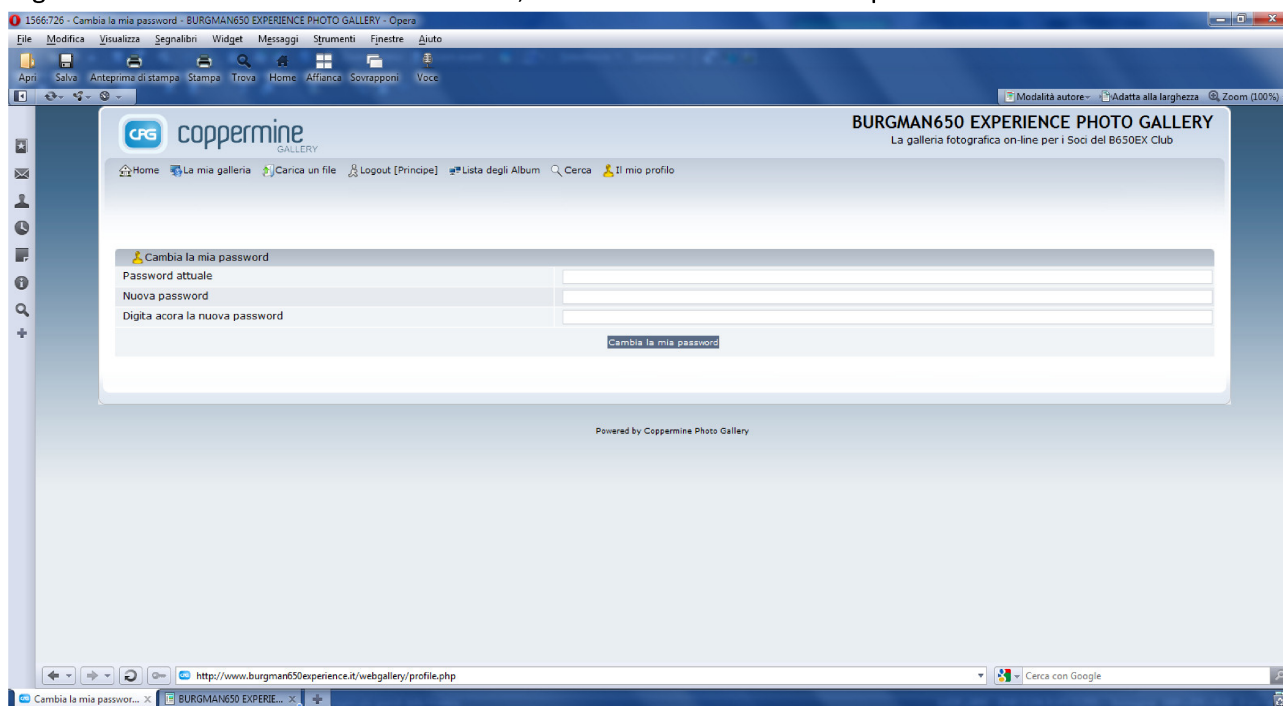 1566:726 - Cambia la mia password - BURGMAN650 EXPERIENCE PHOTO GALLERY - Opera
File Modifica Visualizza Segnalibri Widget Messaggi Strumenti Finestre Aiuto
Apri Salva Anteprima di stampa Stampa Trova Home Affianca Sovrapponi Voce
Modalità autore Adatta alla larghezza Zoom (100%)
CPG coppermine
GALLERY
BURGMAN650 EXPERIENCE PHOTO GALLERY
La galleria fotografica on-line per i Soci del B650EX Club
Home La mia galleria Carica un file Logout [Principe] Lista degli Album Cerca Il mio profilo
Cambia la mia password
Password attuale
Nuova password
Digita acora la nuova password
Cambia la mia password
Powered by Coppermine Photo Gallery
http://www.burgman650experience.it/webgallery/profile.php
Cerca con Google
Cambia la mia passwor...
BURGMAN650 EXPERIE...